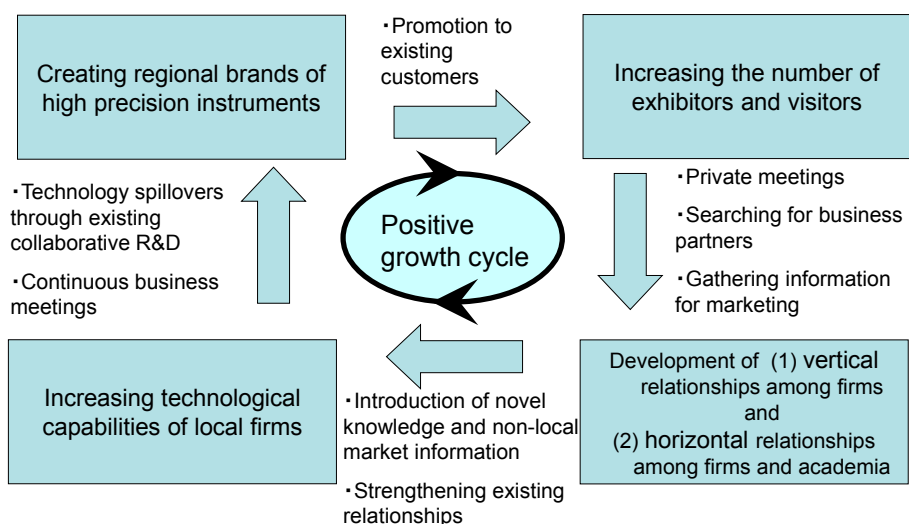 Creating regional brands of
high precision instruments
・Promotion to
existing
customers
Increasing the number of
exhibitors and visitors
・Private meetings
・Searching for business
partners
・Gathering information
for marketing
Development of (1) vertical
relationships among firms
and
(2) horizontal relationships
among firms and academia
・Introduction of novel
knowledge and non-local
market information
・Strengthening existing
relationships
Increasing technological
capabilities of local firms
・Technology spillovers
through existing
collaborative R&D
・Continuous business
meetings
Positive
growth cycle